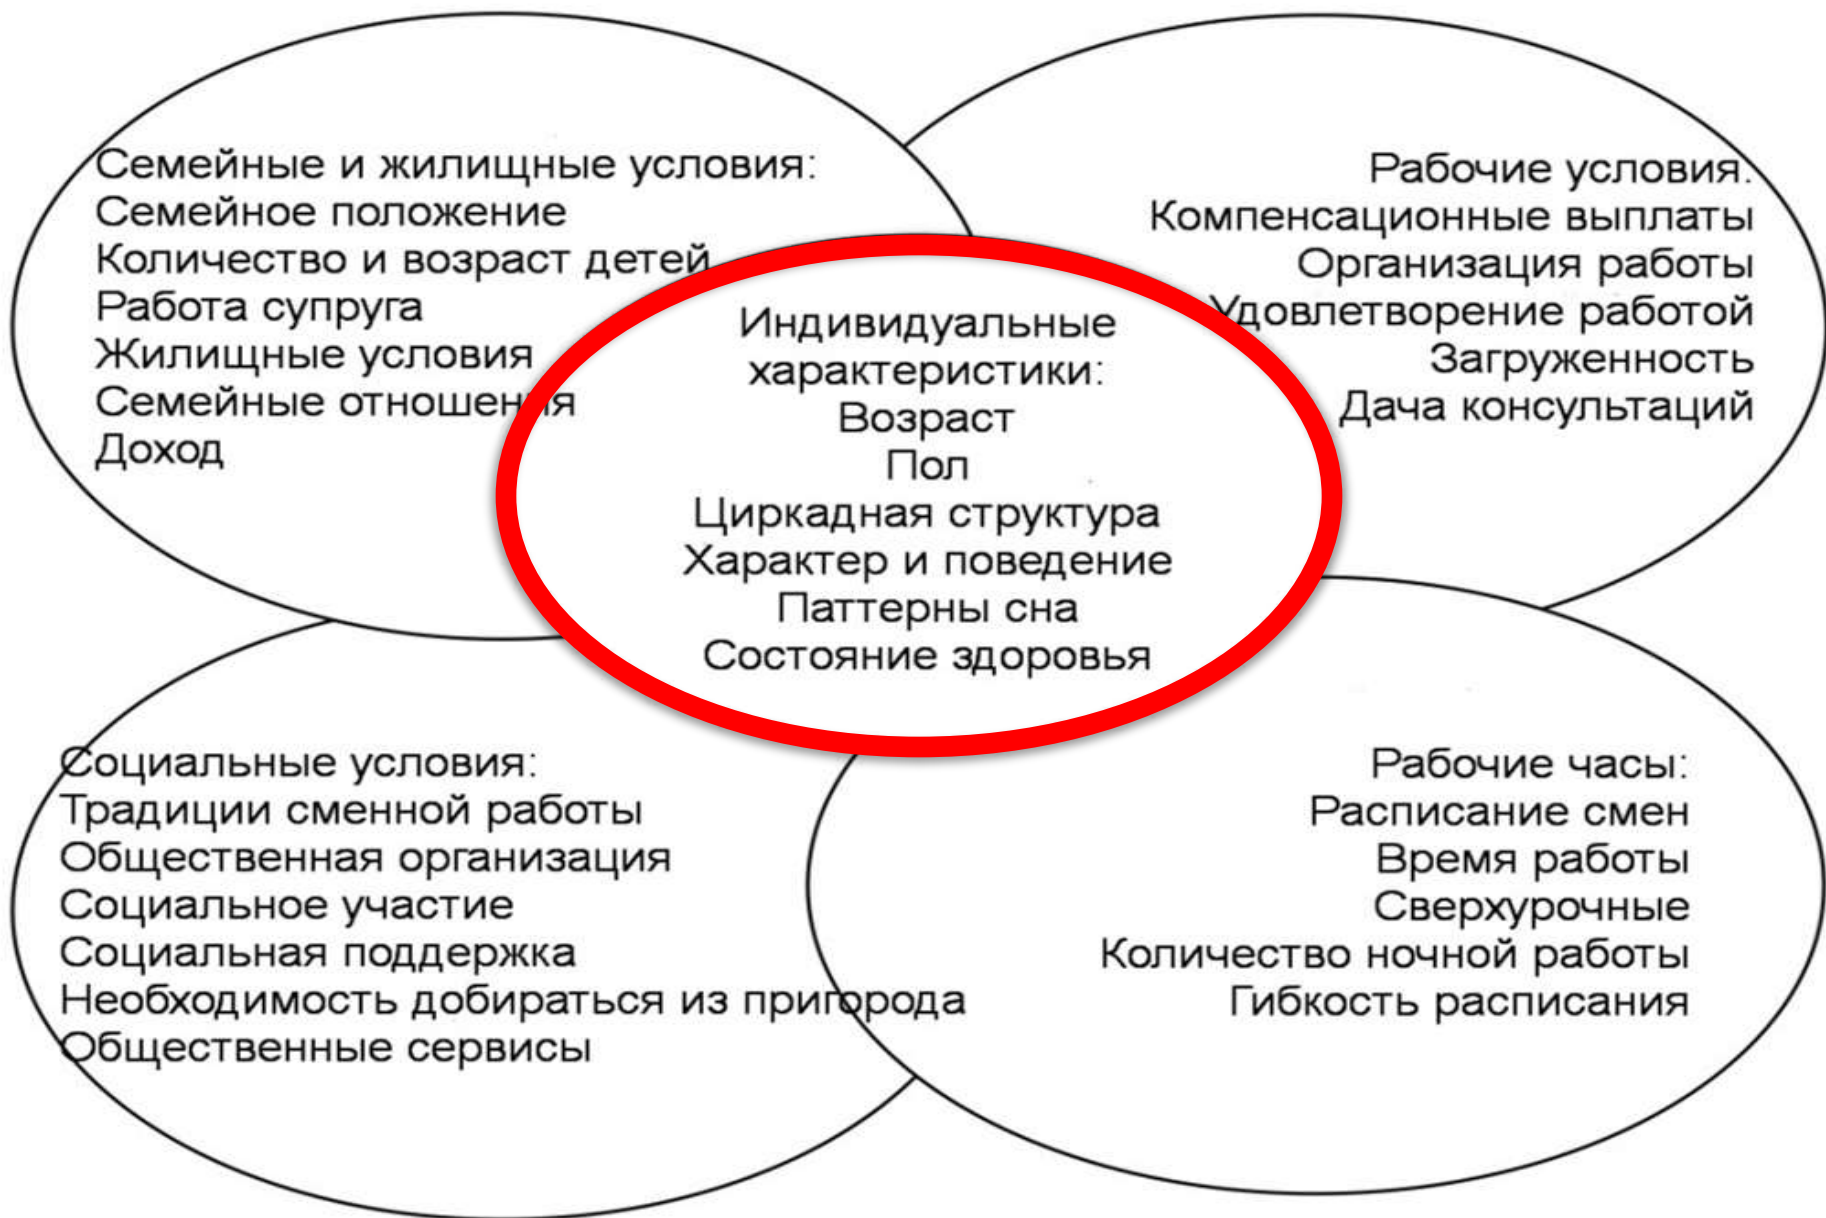 Семейные и жилищные условия:
Семейное положение
Количество и возраст детей
Работа супруга
Жилищные условия
Семейные отношения
Доход
Рабочие условия:
Компенсационные выплаты
Организация работы
Удовлетворение работой
Загруженность
Дача консультаций
Индивидуальные
характеристики:
Возраст
Пол
Циркадная структура
Характер и поведение
Паттерны сна
Состояние здоровья
Социальные условия:
Традиции сменной работы
Общественная организация
Социальное участие
Социальная поддержка
Необходимость добираться из пригорода
Общественные сервисы
Рабочие часы:
Расписание смен
Время работы
Сверхурочные
Количество ночной работы
Гибкость расписания